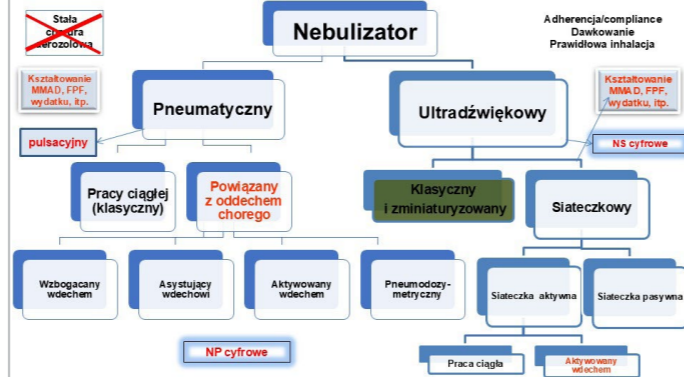 Stała
chmura
aerozolowa
Nebulizator
Adherencja/compliance
Dawkowanie
Prawidłowa inhalacja
Kształtowanie
MMAD, FPF,
wydatku, itp.
Pneumatyczny
Ultradźwiękowy
Kształtowanie
MMAD, FPF,
wydatku, itp.
pulsacyjny
NS cyfrowe
Pracy ciągłej
(klasyczny)
Powiązany
z oddechem
chorego
Klasyczny
i zminiaturyzowany
Siateczkowy
Wzbogacany
wdechem
Asystujący
wdechowi
Aktywowany
wdechem
Pneumodozy-
metryczny
Siateczka aktywna
Siateczka pasywna
NP cyfrowe
Praca ciągła
Aktywowany
wdechem